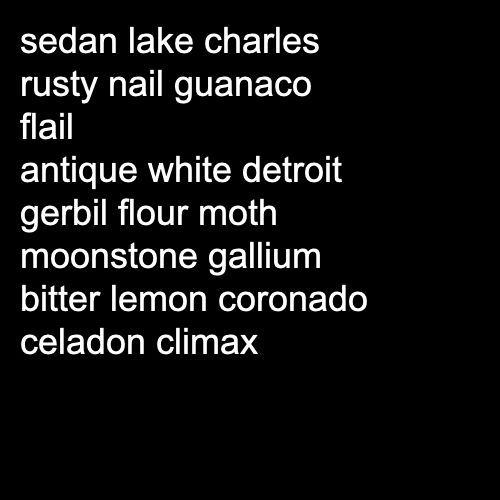 sedan lake charles
rusty nail guanaco
flail
antique white detroit
gerbil flour moth
moonstone gallium
bitter lemon coronado
celadon climax